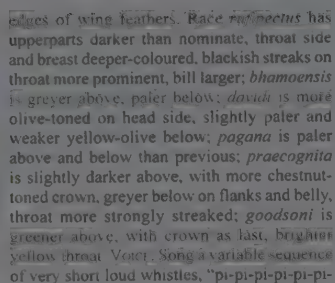 edges of wing feathers. Race ruficectus has
upperparts darker than nominate, throat side
and breast deeper-coloured, blackish streaks on
throat more prominent, bill larger; bhamoensis
is greyer above, paler below; davidi is more
olive-toned on head side, slightly paler and
weaker yellow-olive below; pagana is paler
above and below than previous; praecognita
is slightly darker above, with more chestnut-
toned crown, greyer below on flanks and belly,
throat more strongly streaked; goodsoni is
greener above, with crown as last, brighter
yellow throat Voice. Song a variable sequence
of very short loud whistles, "pi-pi-pi-pi-pi-pi-